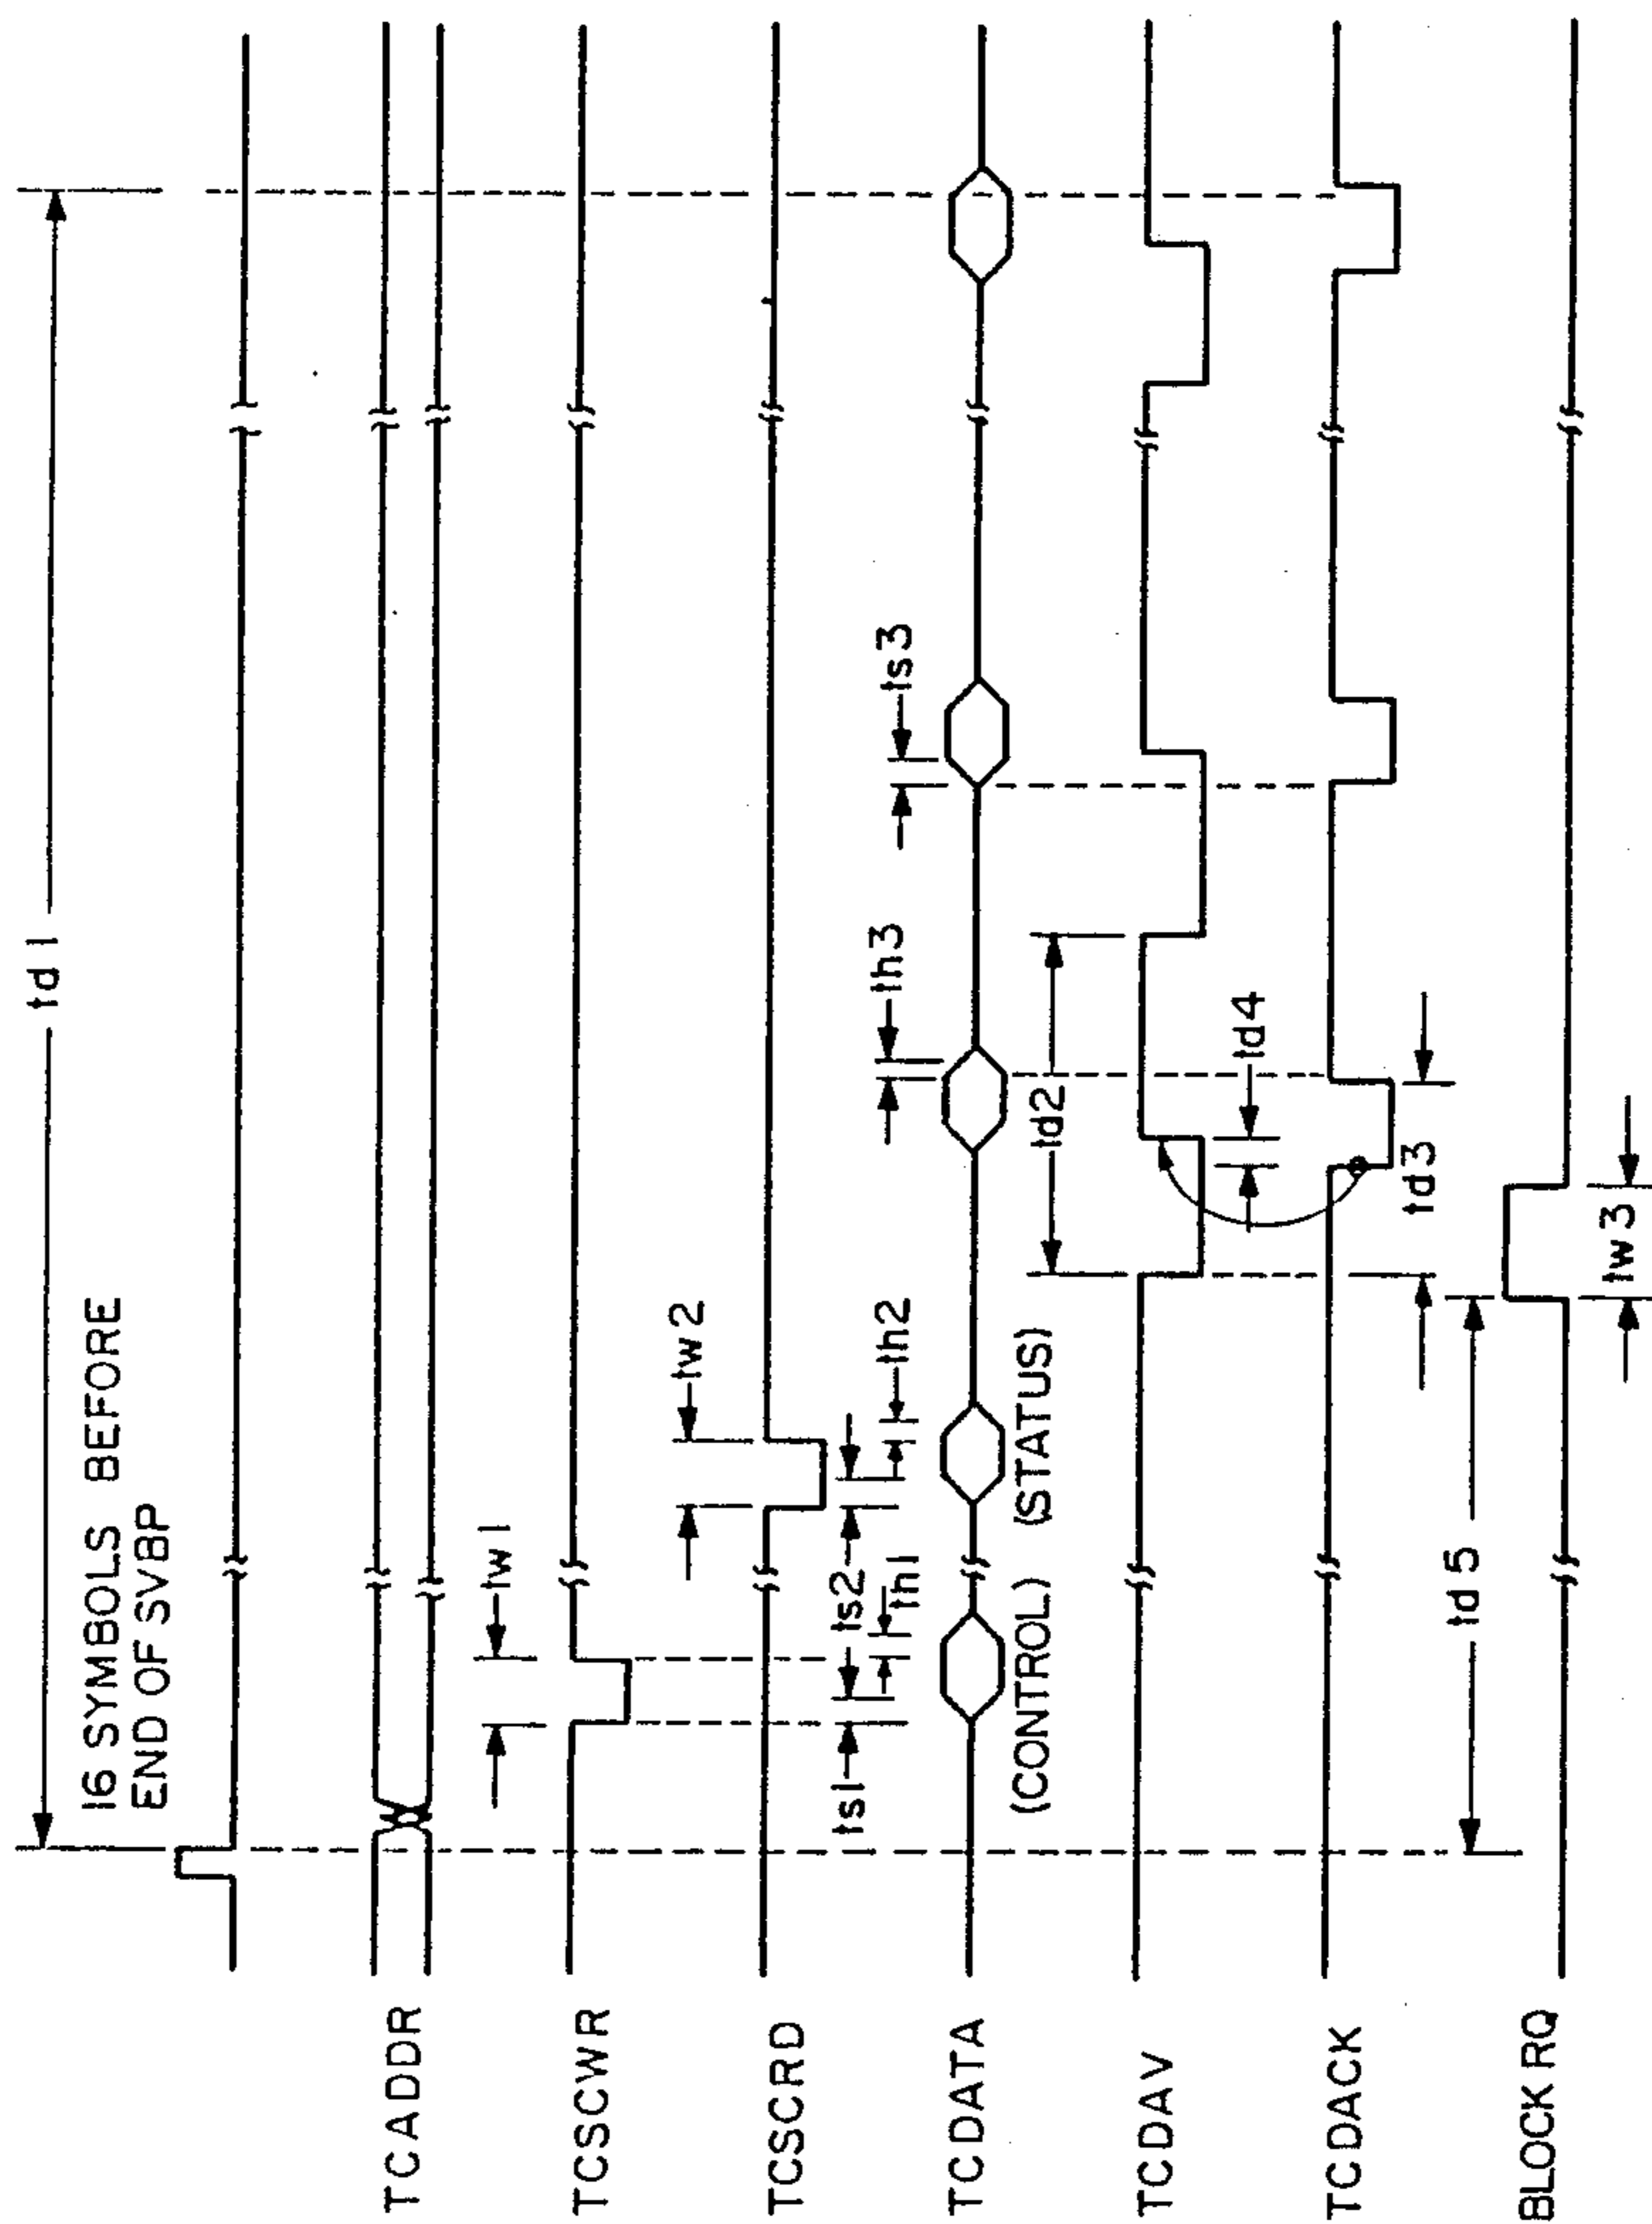 td1
16 SYMBOLS BEFORE
END OF SVBP
TCADDR
TCSCWR
tw1
TCSCRD
tw2
ts1
ts2
th1
th2
th3
ts3
TCDATA
(CONTROL)
(STATUS)
td2
TCDAV
td4
TCDACK
td3
td5
BLOCK RQ
tw3